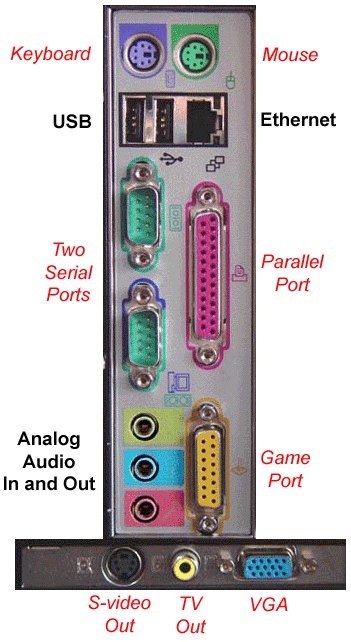 Keyboard
Mouse
USB
Ethernet
Two
Serial
Ports
Parallel
Port
Analog
Audio
In and Out
Game
Port
S-video
Out
TV
Out
VGA